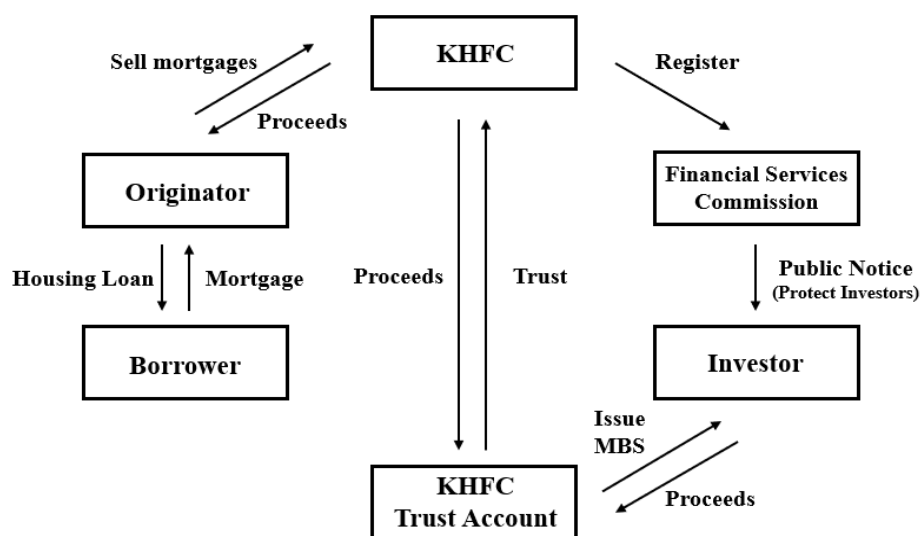 KHFC
Sell mortgages
Register
Proceeds
Originator
Financial Services
Commission
Housing Loan
Mortgage
Proceeds
Trust
Public Notice
(Protect Investors)
Borrower
Investor
Issue
MBS
KHFC
Trust Account
Proceeds